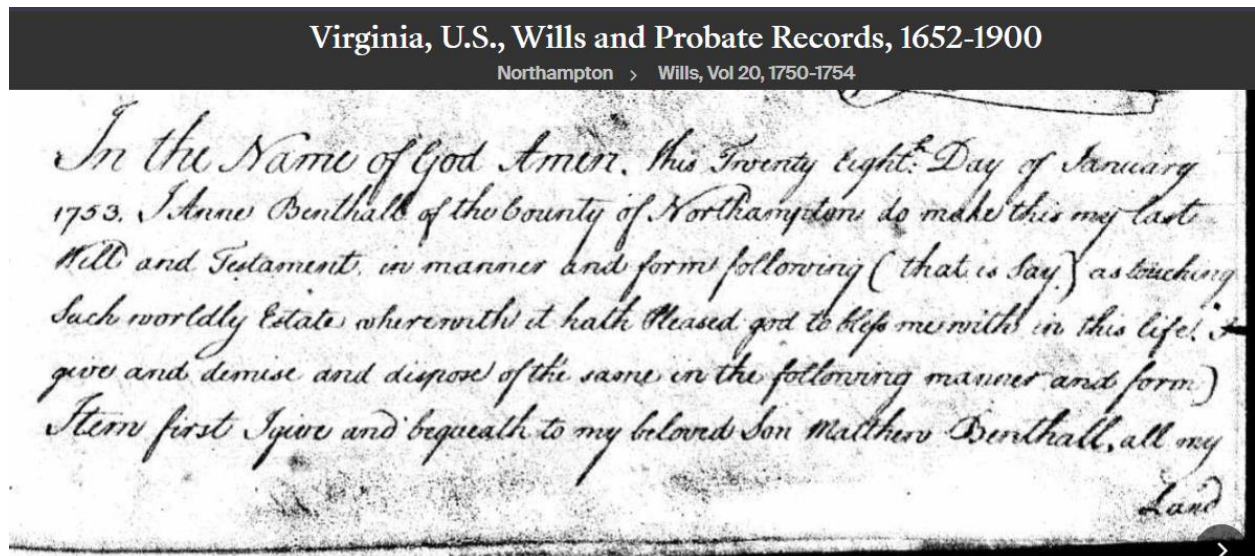 Virginia, U.S., Wills and Probate Records, 1652-1900
Northampton > Wills, Vol 20, 1750-1754
In the Name of God Amen. this Twenty Eight.h Day of January
1753. I Anne Benthall of the County of Northampton do make this my last
Will and Testament in manner and form following ( that is Say ) as touching
Such worldly Estate wherewith it hath Pleased god to bless me with in this life. I
give and demise and dispose of the same in the following manner and form )
Item first I give and bequeath to my beloved Son Matthew Benthall, all my
Land